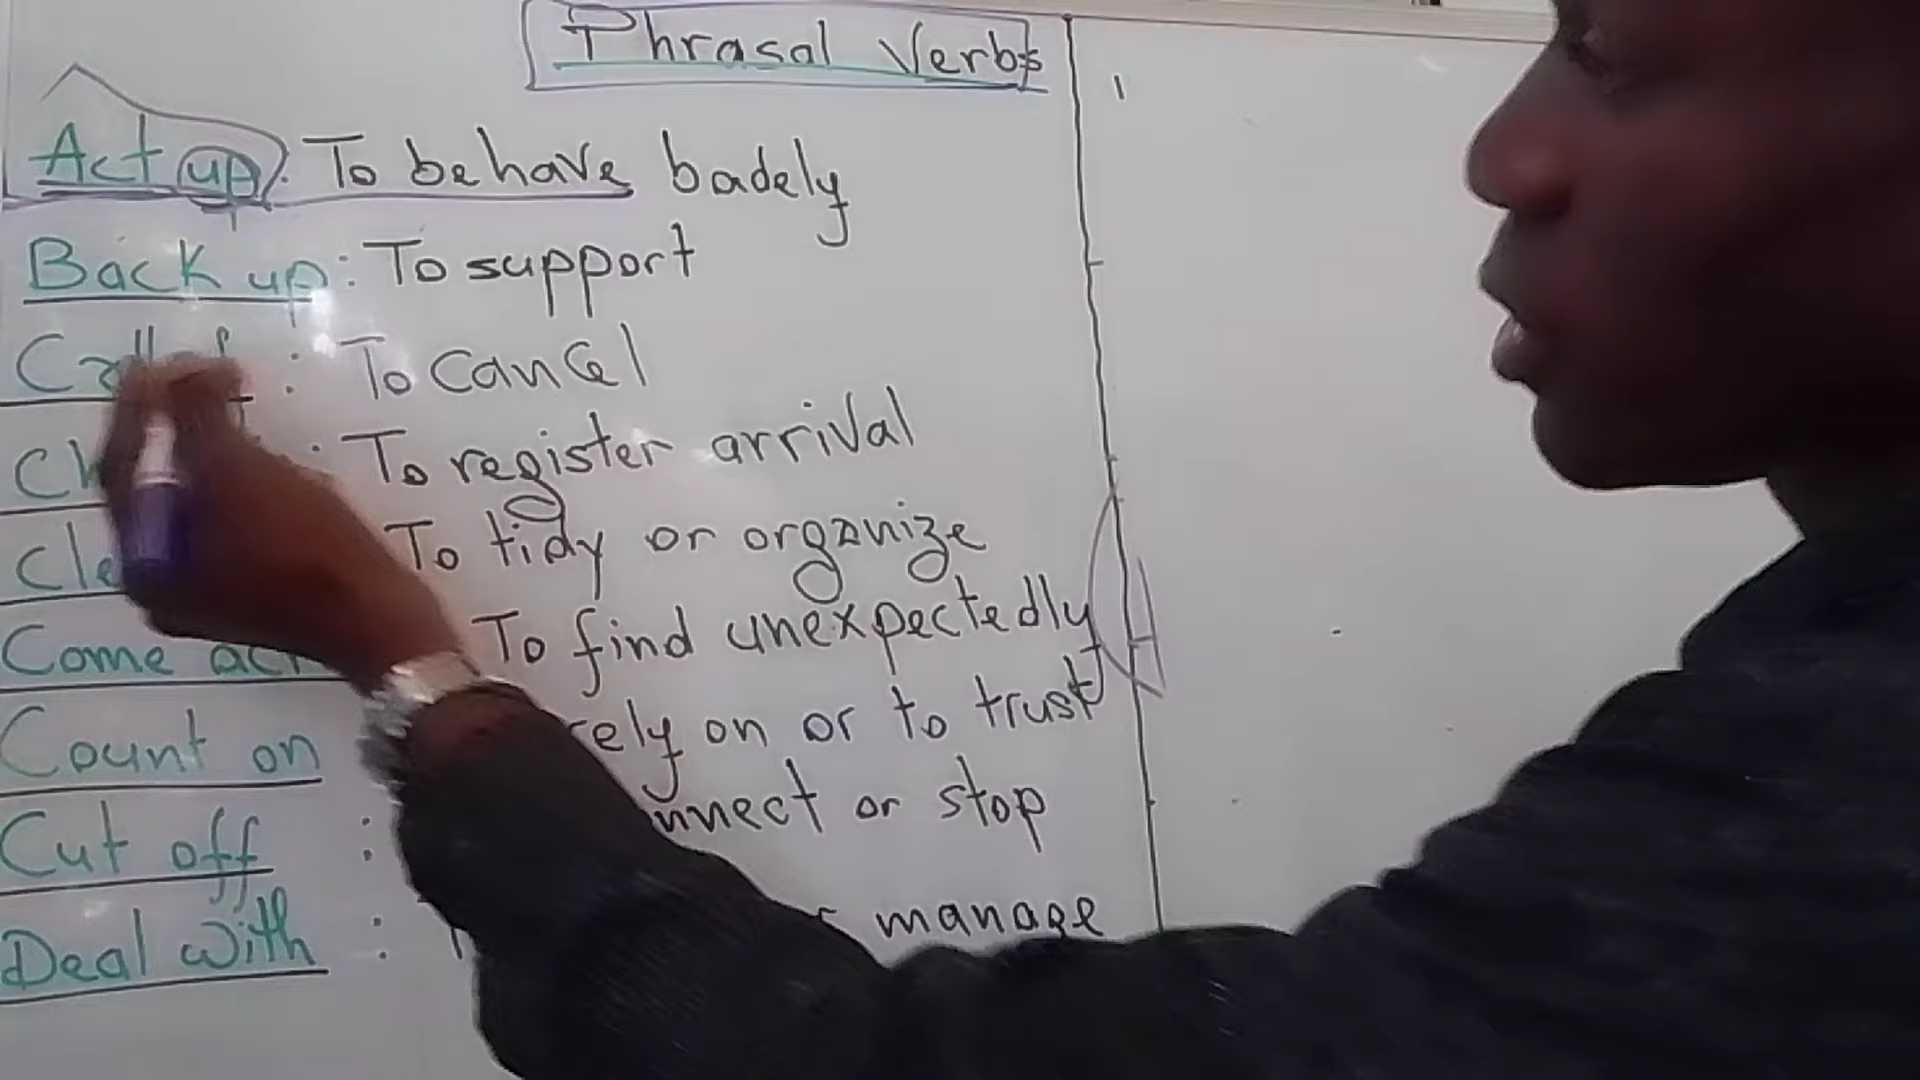 Phrasal Verbs
Act up: To behave badely
Back up: To support
: To cancel
: To register arrival
To tidy or organize
Come To find unexpectedly
Count on rely on or to trust
Cut off : or stop
Deal with : manage